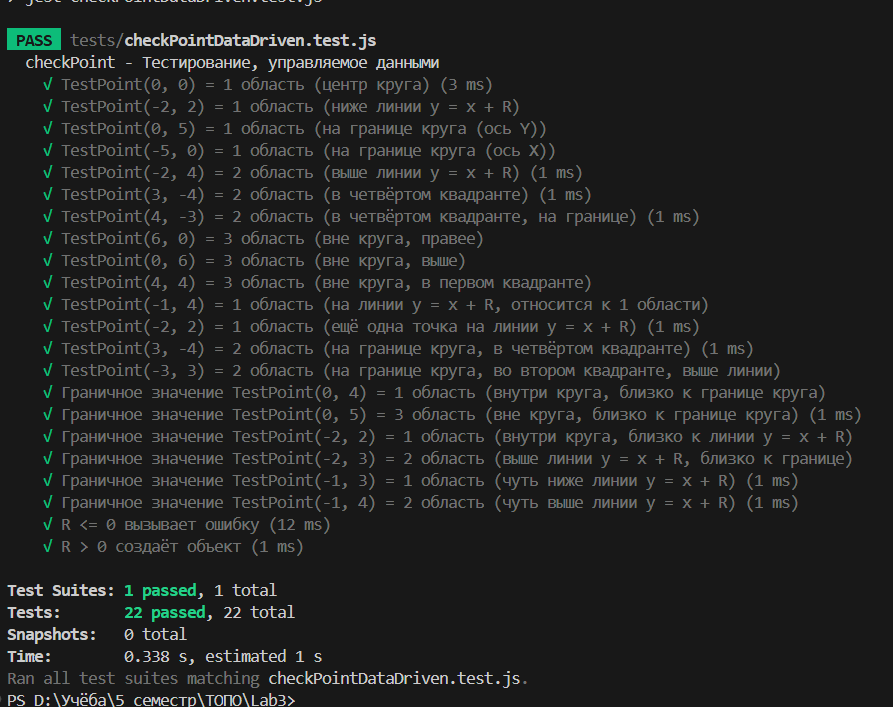 > jest checkPointDataDriven.test.js
PASS tests/checkPointDataDriven.test.js
checkPoint - Тестирование, управляемое данными
√ TestPoint(0, 0) = 1 область (центр круга) (3 ms)
√ TestPoint(-2, 2) = 1 область (ниже линии y = x + R)
√ TestPoint(0, 5) = 1 область (на границе круга (ось Y))
√ TestPoint(-5, 0) = 1 область (на границе круга (ось X))
√ TestPoint(-2, 4) = 2 область (выше линии y = x + R) (1 ms)
√ TestPoint(3, -4) = 2 область (в четвёртом квадранте) (1 ms)
√ TestPoint(4, -3) = 2 область (в четвёртом квадранте, на границе) (1 ms)
√ TestPoint(6, 0) = 3 область (вне круга, правее)
√ TestPoint(0, 6) = 3 область (вне круга, выше)
√ TestPoint(4, 4) = 3 область (вне круга, в первом квадранте)
√ TestPoint(-1, 4) = 1 область (на линии y = x + R, относится к 1 области)
√ TestPoint(-2, 2) = 1 область (ещё одна точка на линии y = x + R) (1 ms)
√ TestPoint(3, -4) = 2 область (на границе круга, в четвёртом квадранте) (1 ms)
√ TestPoint(-3, 3) = 2 область (на границе круга, во втором квадранте, выше линии)
√ Граничное значение TestPoint(0, 4) = 1 область (внутри круга, близко к границе круга)
√ Граничное значение TestPoint(0, 5) = 3 область (вне круга, близко к границе круга) (1 ms)
√ Граничное значение TestPoint(-2, 2) = 1 область (внутри круга, близко к линии y = x + R)
√ Граничное значение TestPoint(-2, 3) = 2 область (выше линии y = x + R, близко к границе)
√ Граничное значение TestPoint(-1, 3) = 1 область (чуть ниже линии y = x + R) (1 ms)
√ Граничное значение TestPoint(-1, 4) = 2 область (чуть выше линии y = x + R) (1 ms)
√ R <= 0 вызывает ошибку (12 ms)
√ R > 0 создаёт объект (1 ms)
Test Suites: 1 passed, 1 total
Tests: 22 passed, 22 total
Snapshots: 0 total
Time: 0.338 s, estimated 1 s
Ran all test suites matching checkPointDataDriven.test.js.
PS D:\Учёба\5 семестр\ТОПО\Lab3>